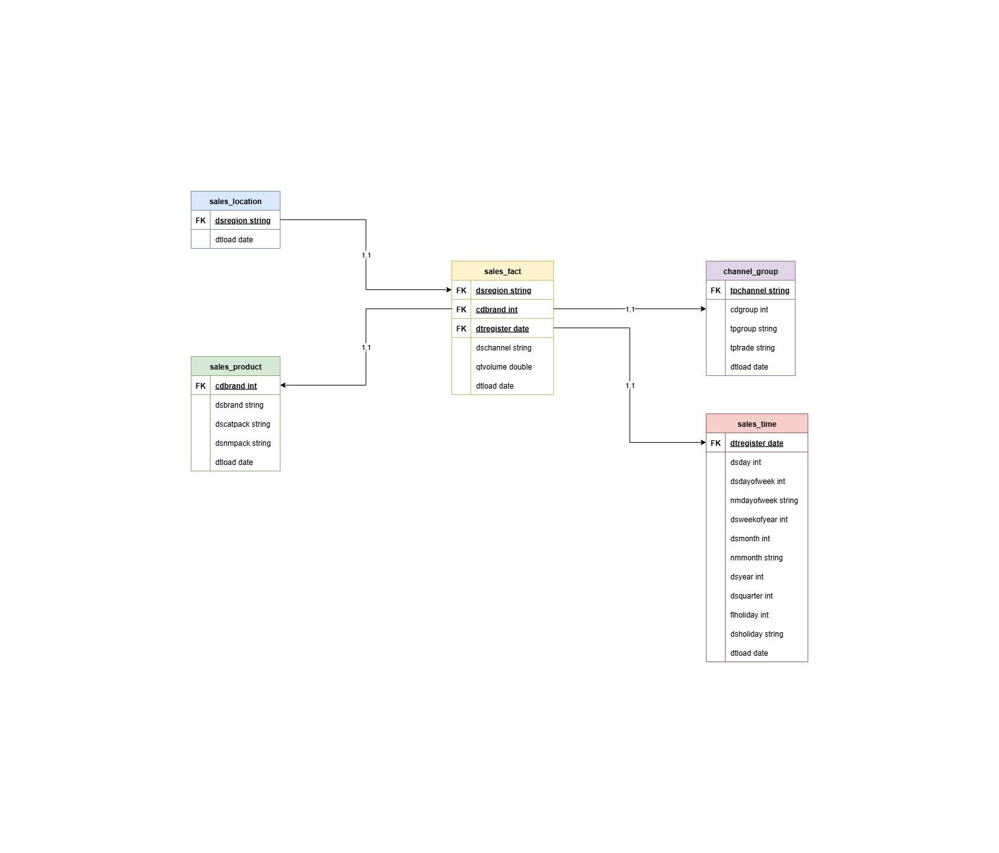 sales_location
FK dsregion string
dtload date
1,1
sales_fact
FK dsregion string
FK cdbrand int
FK dtregister date
dschannel string
qtvolume double
dtload date
1,1
channel_group
FK tpchannel string
cdgroup int
tpgroup string
tptrade string
dtload date
1,1
sales_product
FK cdbrand int
dsbrand string
dscatpack string
dsnmpack string
dtload date
1,1
sales_time
FK dtregister date
dsday int
dsdayofweek int
nmdayofweek string
dsweekofyear int
dsmonth int
nmmonth string
dsyear int
dsquarter int
flholiday int
dsholiday string
dtload date